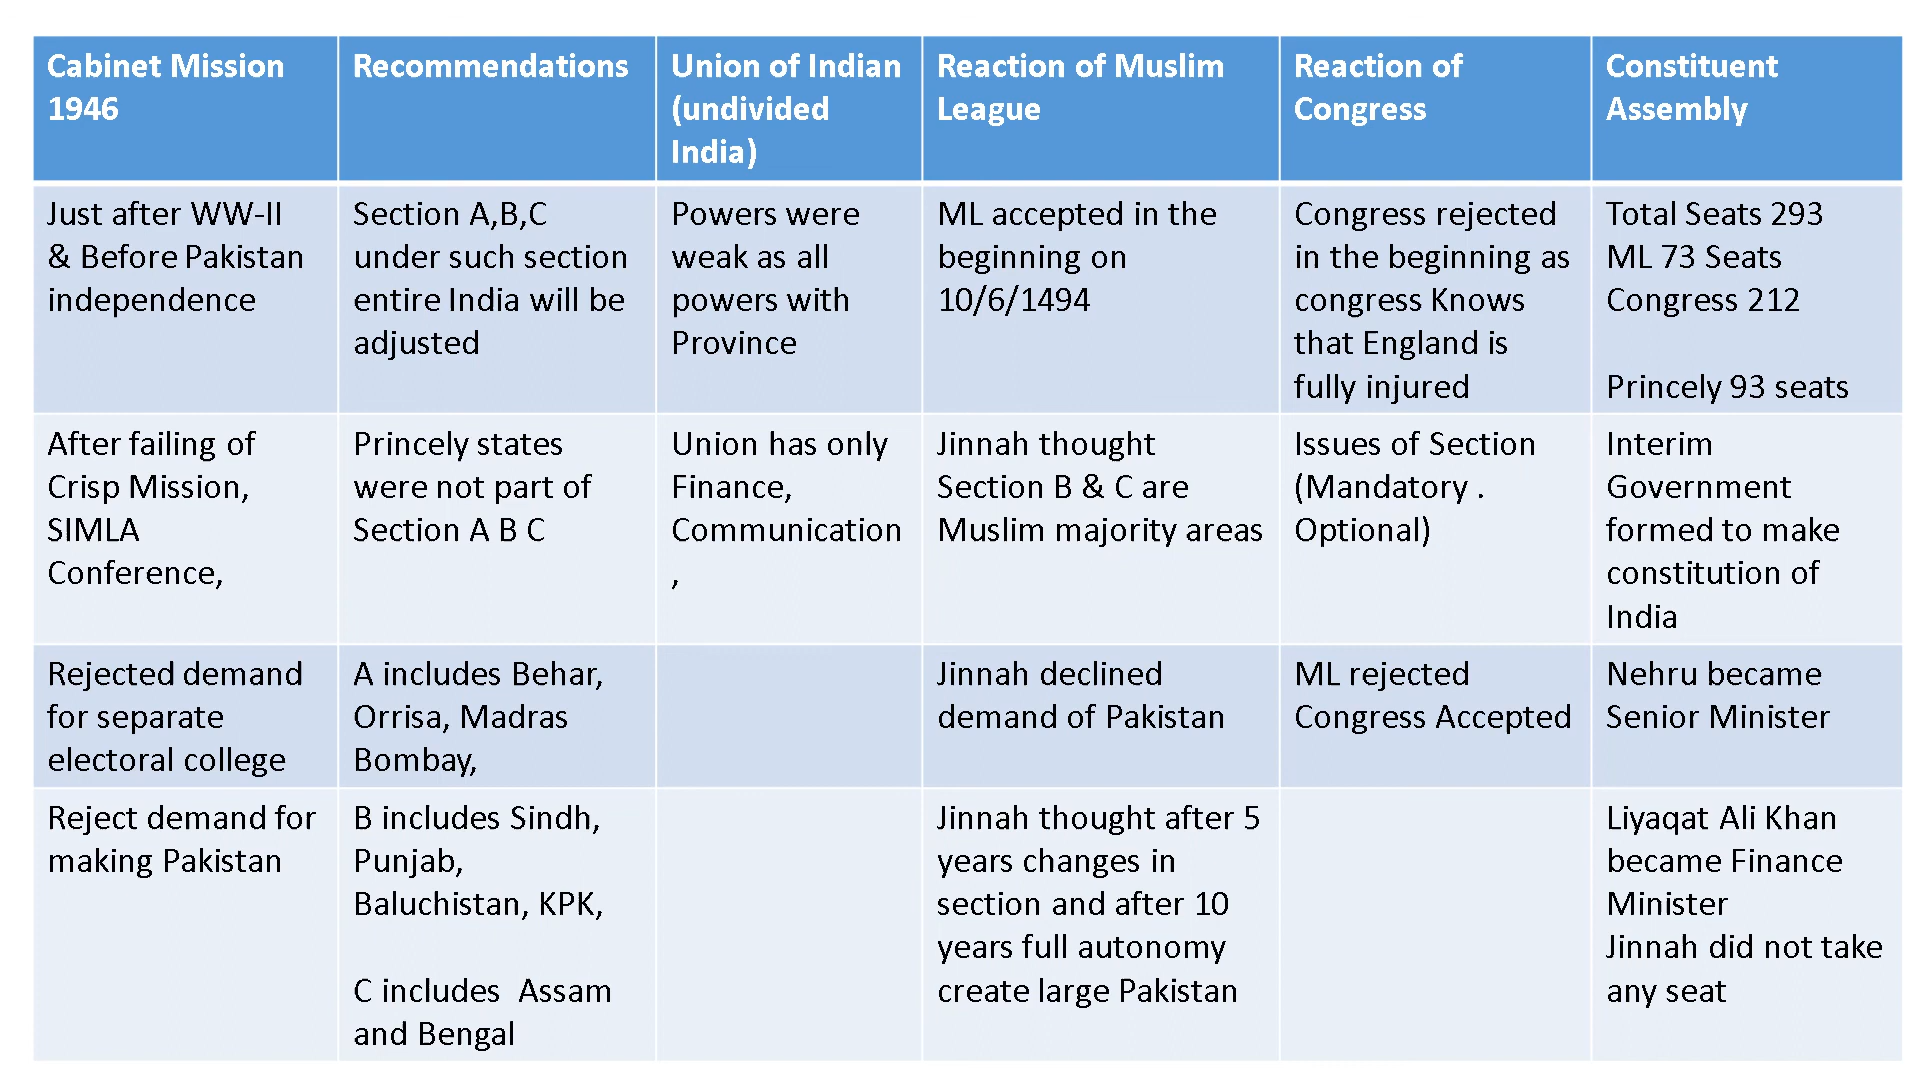 Cabinet Mission
1946
Recommendations
Union of Indian
(undivided
India)
Reaction of Muslim
League
Reaction of
Congress
Constituent
Assembly
Just after WW-II
& Before Pakistan
independence
Section A,B,C
under such section
entire India will be
adjusted
Powers were
weak as all
powers with
Province
ML accepted in the
beginning on
10/6/1494
Congress rejected
in the beginning as
congress Knows
that England is
fully injured
Total Seats 293
ML 73 Seats
Congress 212
Princely 93 seats
After failing of
Crisp Mission,
SIMLA
Conference,
Princely states
were not part of
Section A B C
Union has only
Finance,
Communication
,
Jinnah thought
Section B & C are
Muslim majority areas
Issues of Section
(Mandatory .
Optional)
Interim
Government
formed to make
constitution of
India
Rejected demand
for separate
electoral college
A includes Behar,
Orrisa, Madras
Bombay,
Jinnah declined
demand of Pakistan
ML rejected
Congress Accepted
Nehru became
Senior Minister
Reject demand for
making Pakistan
B includes Sindh,
Punjab,
Baluchistan, KPK,
C includes  Assam
and Bengal
Jinnah thought after 5
years changes in
section and after 10
years full autonomy
create large Pakistan
Liyaqat Ali Khan
became Finance
Minister
Jinnah did not take
any seat